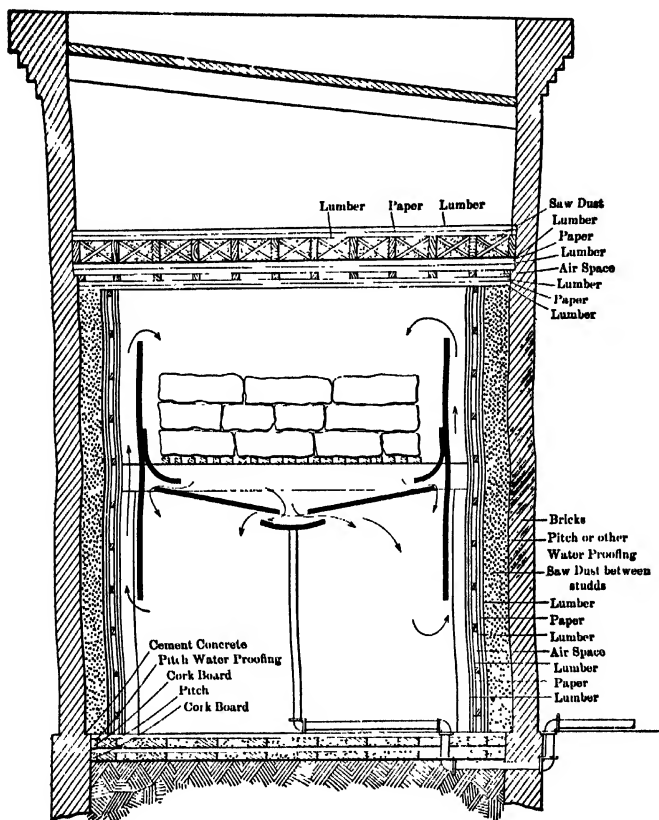 Lumber Paper Lumber
Saw Dust
Lumber
Paper
Lumber
Air Space
Lumber
Paper
Lumber
Bricks
Pitch or other
Water Proofing
Saw Dust between
studs
Lumber
Paper
Lumber
Air Space
Lumber
Paper
Lumber
Cement Concrete
Pitch Water Proofing
Cork Board
Pitch
Cork Board